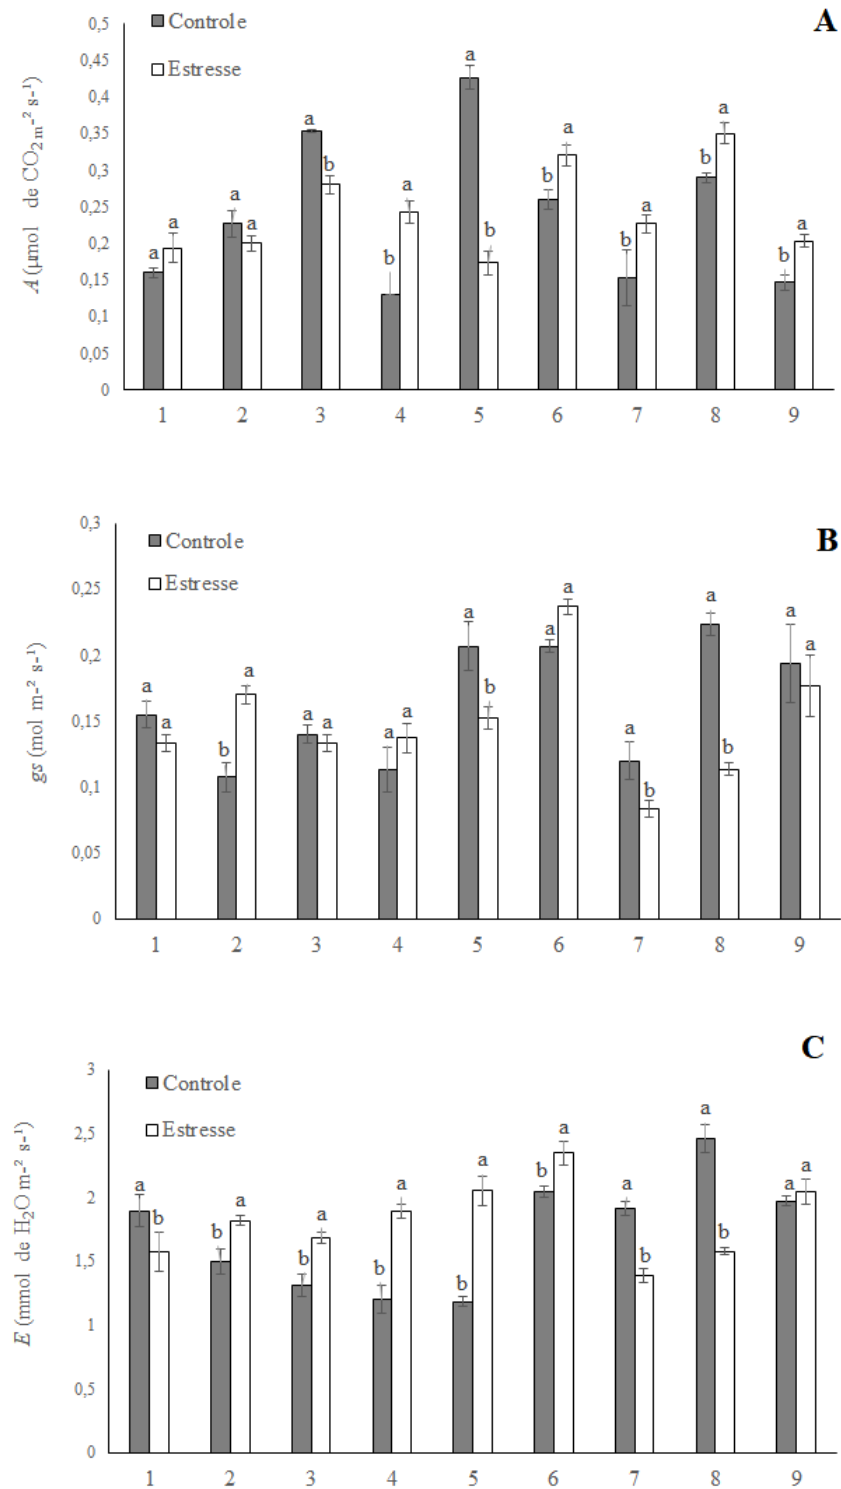 A
Controle
Estresse
A (µmol de CO₂ m-² s-¹)
0,5
0,45
0,4
0,35
0,3
0,25
0,2
0,15
0,1
0,05
0
a a a a a b b a a b b a b a b a b a
1 2 3 4 5 6 7 8 9
B
Controle
Estresse
gs (mol m-² s-¹)
0,3
0,25
0,2
0,15
0,1
0,05
0
a a b a a a a a a b a a a b a b a a
1 2 3 4 5 6 7 8 9
C
Controle
Estresse
E (mmol de H₂O m-² s-¹)
3
2,5
2
1,5
1
0,5
0
a b b a b a b a b a b a a b a b a a
1 2 3 4 5 6 7 8 9